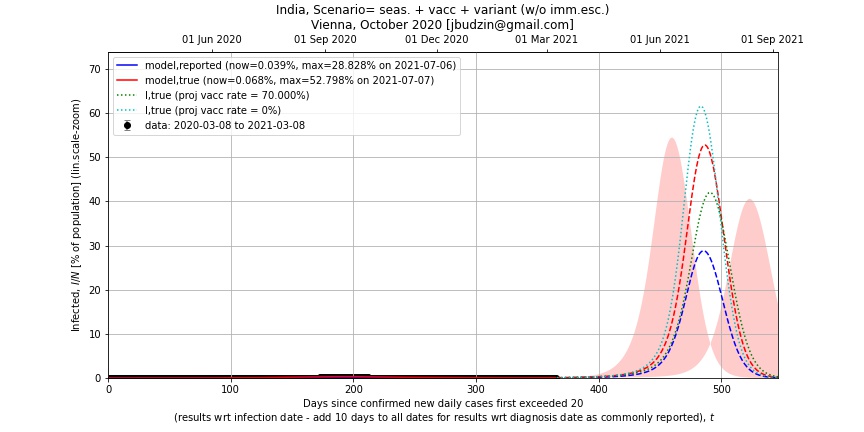 India, Scenario= seas. + vacc + variant (w/o imm.esc.)
Vienna, October 2020 [jbudzin@gmail.com]
01 Jun 2020 01 Sep 2020 01 Dec 2020 01 Mar 2021 01 Jun 2021 01 Sep 2021
model,reported (now=0.039%, max=28.828% on 2021-07-06)
model,true (now=0.068%, max=52.798% on 2021-07-07)
I,true (proj vacc rate = 70.000%)
I,true (proj vacc rate = 0%)
data: 2020-03-08 to 2021-03-08
Infected, I/N [% of population] (lin.scale-zoom)
70
60
50
40
30
20
10
0
0 100 200 300 400 500
Days since confirmed new daily cases first exceeded 20
(results wrt infection date - add 10 days to all dates for results wrt diagnosis date as commonly reported), t